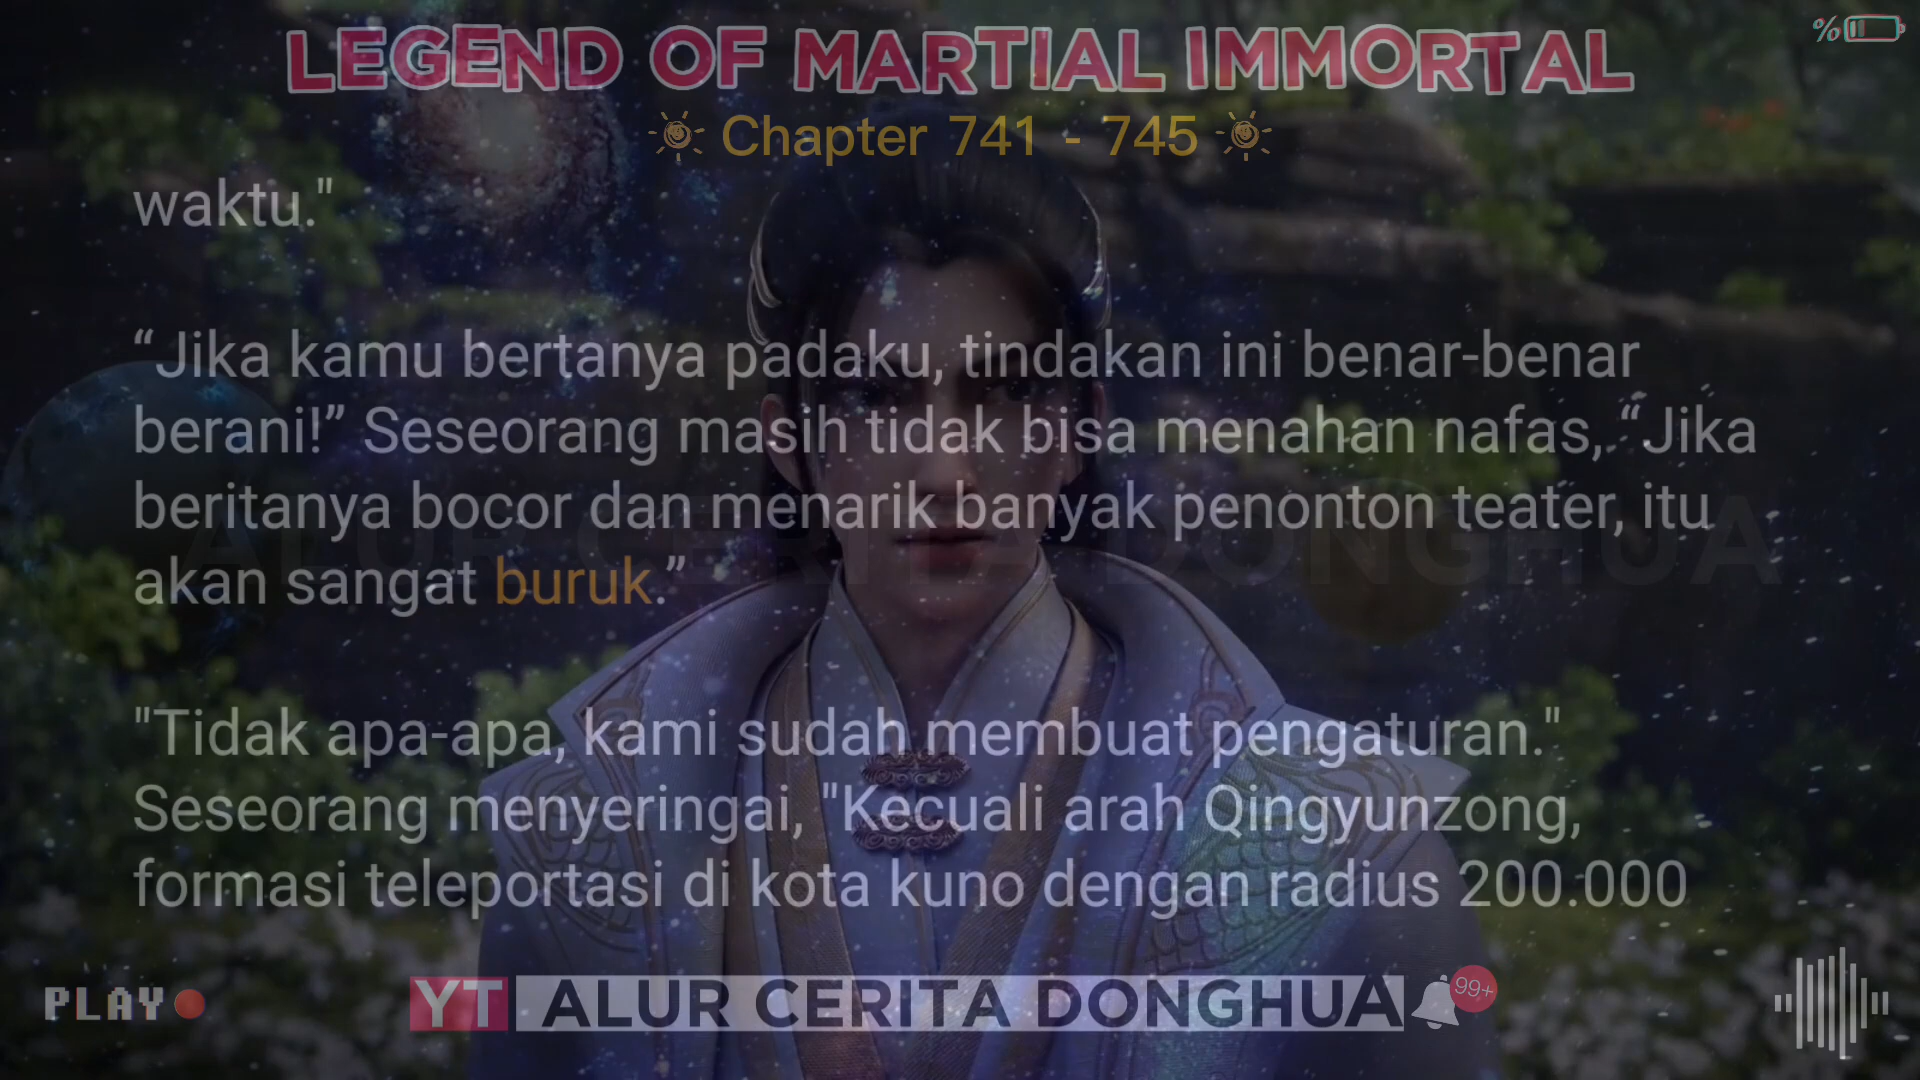 LEGEND OF MARTIAL IMMORTAL
%
Chapter 741 - 745
waktu."
“Jika kamu bertanya padaku, tindakan ini benar-benar
berani!” Seseorang masih tidak bisa menahan nafas, “Jika
beritanya bocor dan menarik banyak penonton teater, itu
ALUR CERITA DONGHUA
akan sangat buruk.”
"Tidak apa-apa, kami sudah membuat pengaturan."
Seseorang menyeringai, "Kecuali arah Qingyunzong,
formasi teleportasi di kota kuno dengan radius 200.000
PLAY
YT ALUR CERITA DONGHUA 99+